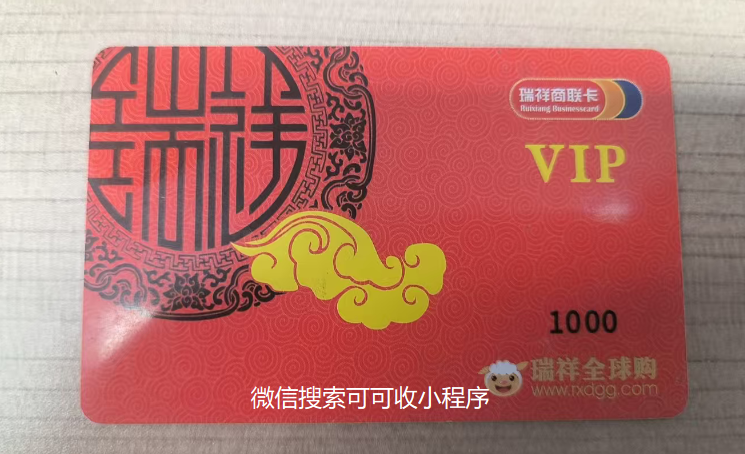 瑞祥
瑞祥商联卡
Ruixiang Businesscard
VIP
1000
瑞祥全球购
www.rxdgg.com
微信搜索可可收小程序